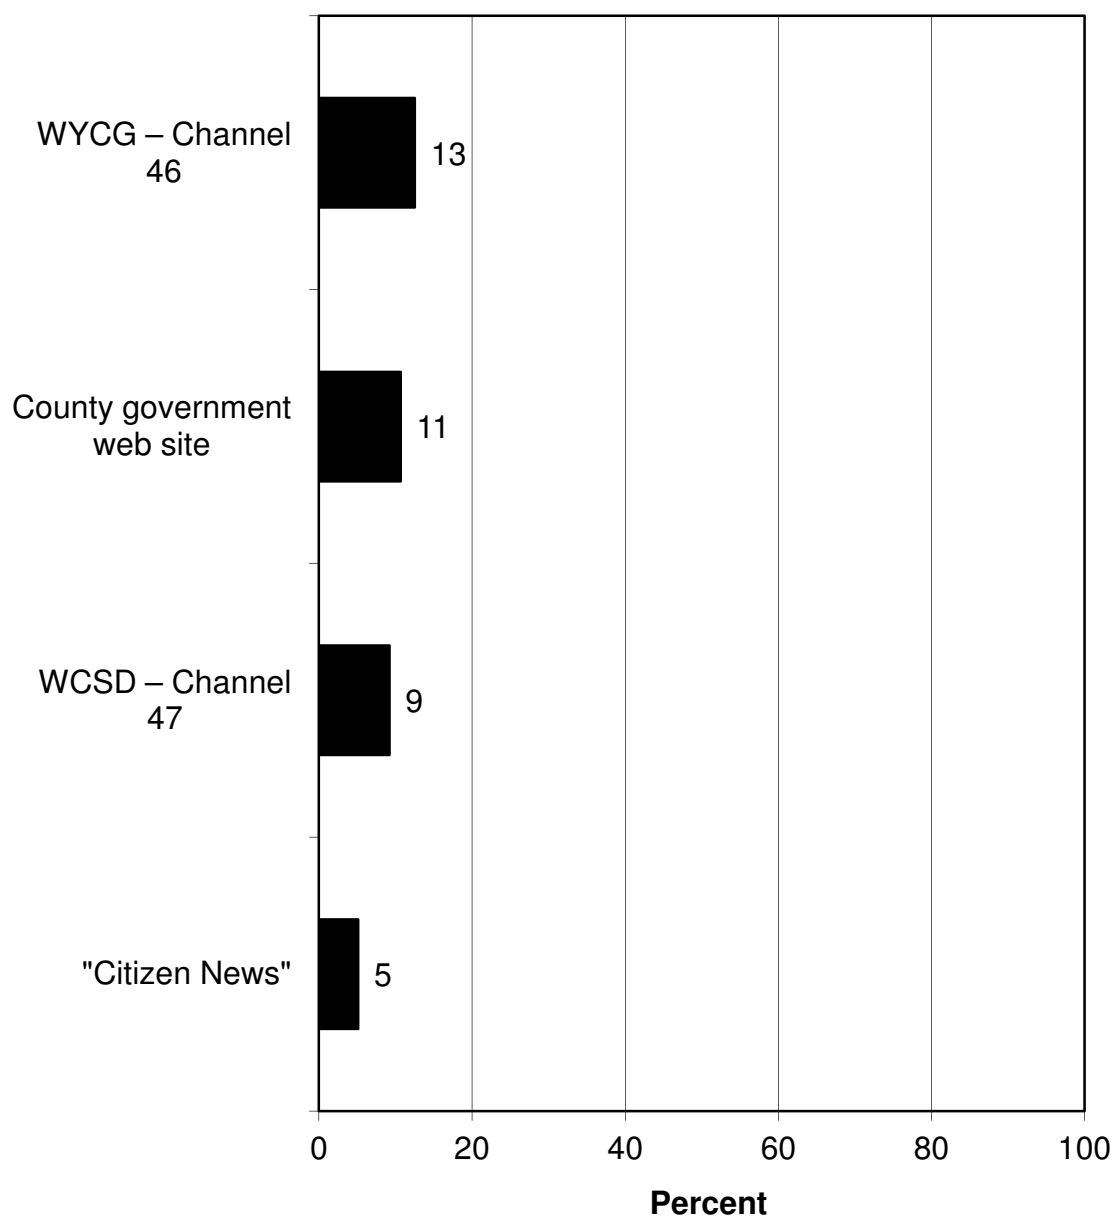 WYCG – Channel
46
13
County government
web site
11
WCSD – Channel
47
9
"Citizen News"
5
0 20 40 60 80 100
Percent